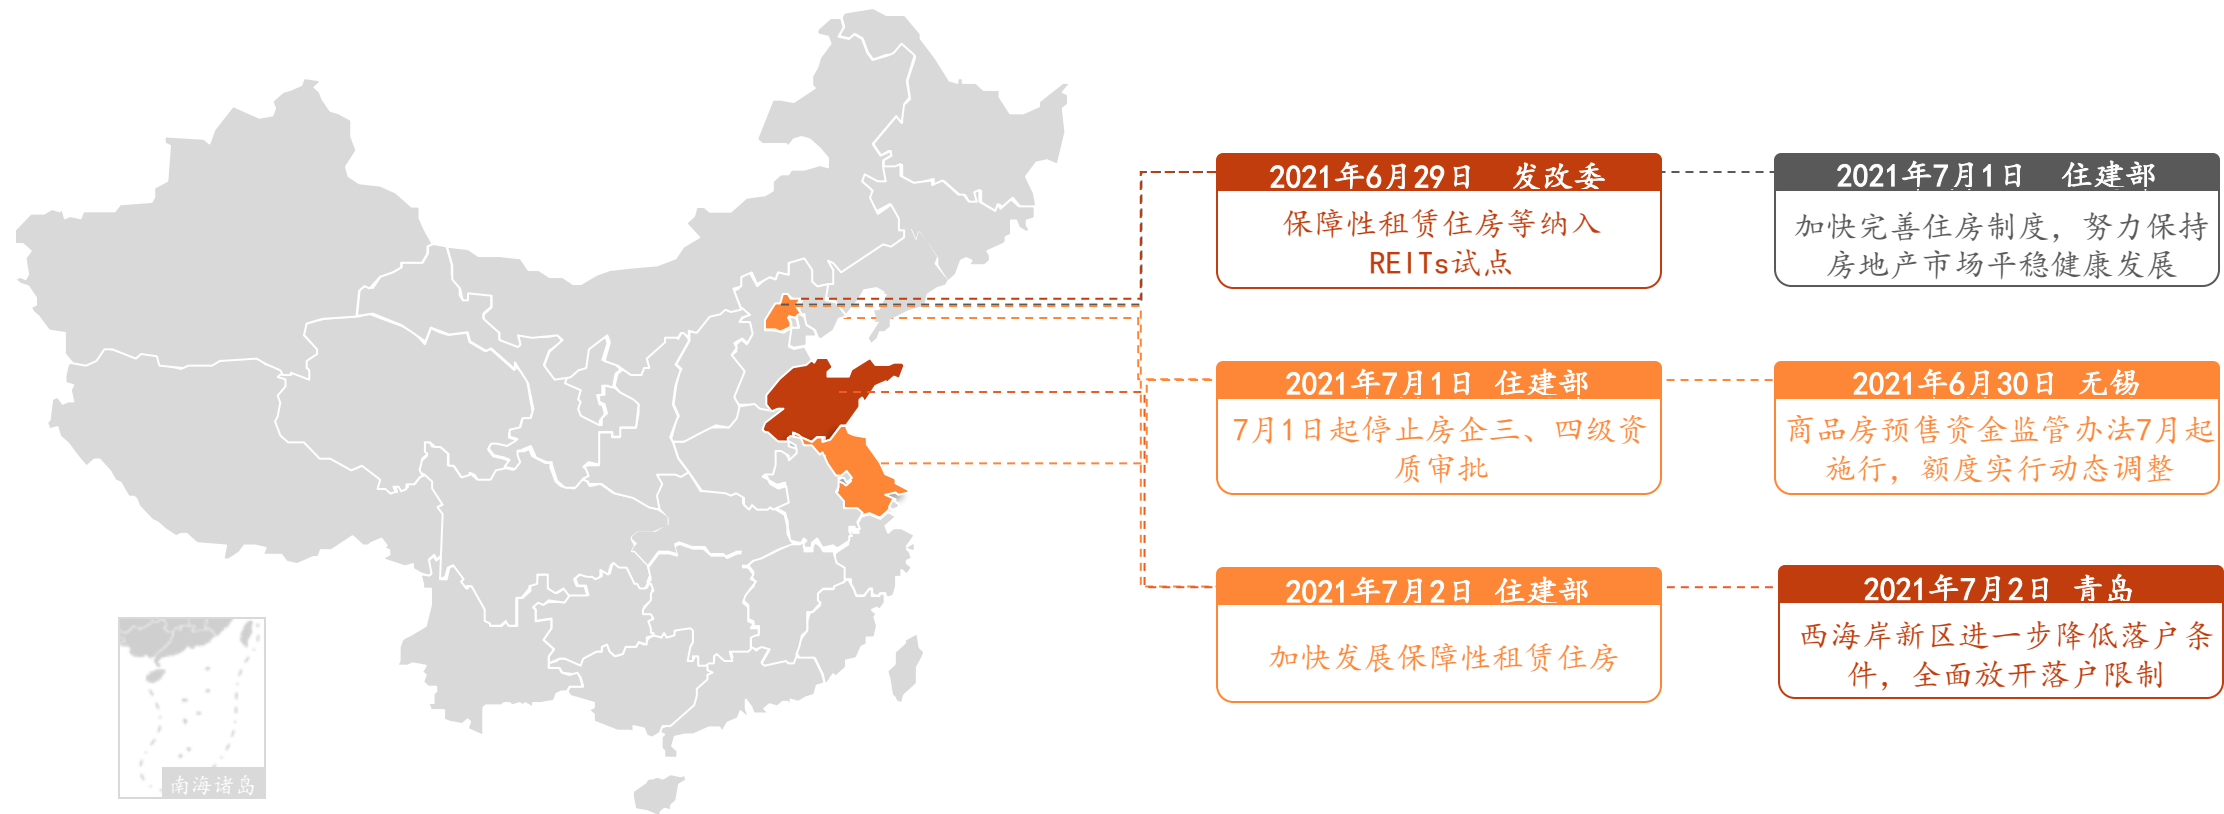 2021年6月29日 发改委
保障性租赁住房等纳入
REITs试点
2021年7月1日 住建部
加快完善住房制度，努力保持
房地产市场平稳健康发展
2021年7月1日 住建部
7月1日起停止房企三、四级资
质审批
2021年6月30日 无锡
商品房预售资金监管办法7月起
施行，额度实行动态调整
2021年7月2日 住建部
加快发展保障性租赁住房
2021年7月2日 青岛
西海岸新区进一步降低落户条
件，全面放开落户限制
南海诸岛